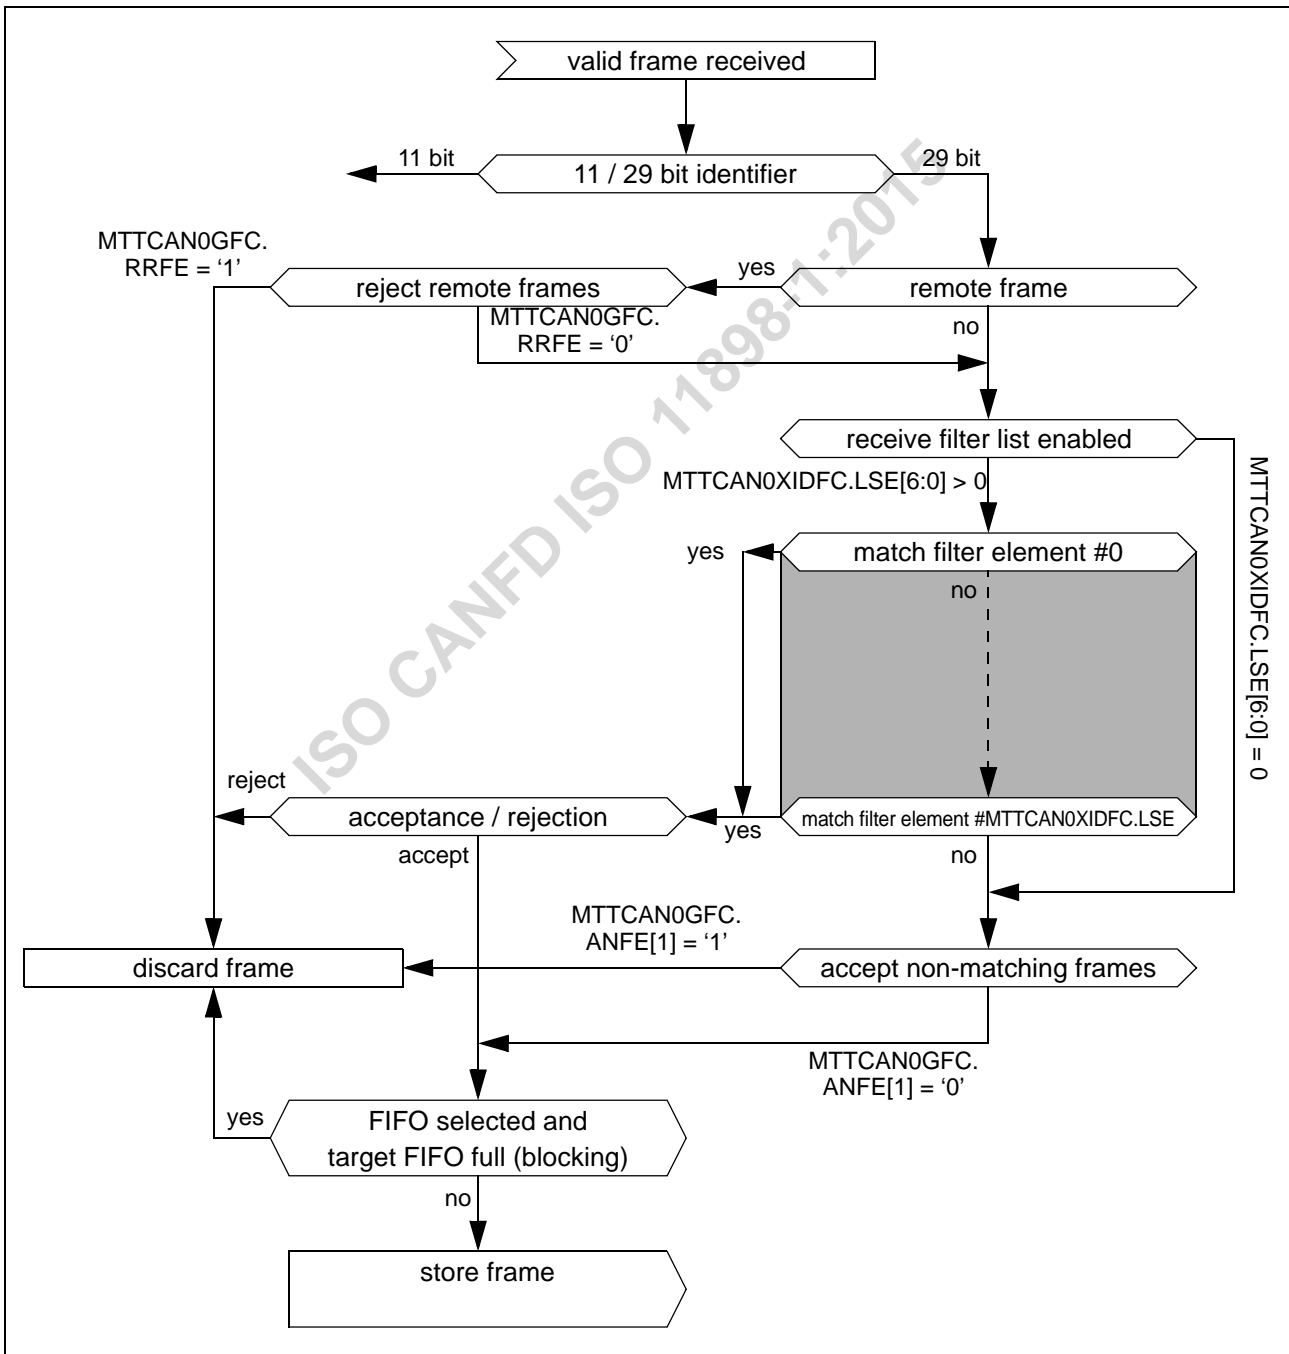 valid frame received
11 bit
11 / 29 bit identifier
29 bit
MTTCAN0GFC.
RRFE = ‘1’
reject remote frames
yes
remote frame
MTTCAN0GFC.
RRFE = ‘0’
no
receive filter list enabled
MTTCAN0XIDFC.LSE[6:0] > 0
MTTCAN0XIDFC.LSE[6:0] = 0
yes
match filter element #0
no
reject
acceptance / rejection
yes
match filter element #MTTCAN0XIDFC.LSE
accept
no
MTTCAN0GFC.
ANFE[1] = ‘1’
discard frame
accept non-matching frames
MTTCAN0GFC.
ANFE[1] = ‘0’
yes
FIFO selected and
target FIFO full (blocking)
no
store frame
ISO CANFD ISO 11898-1:2015